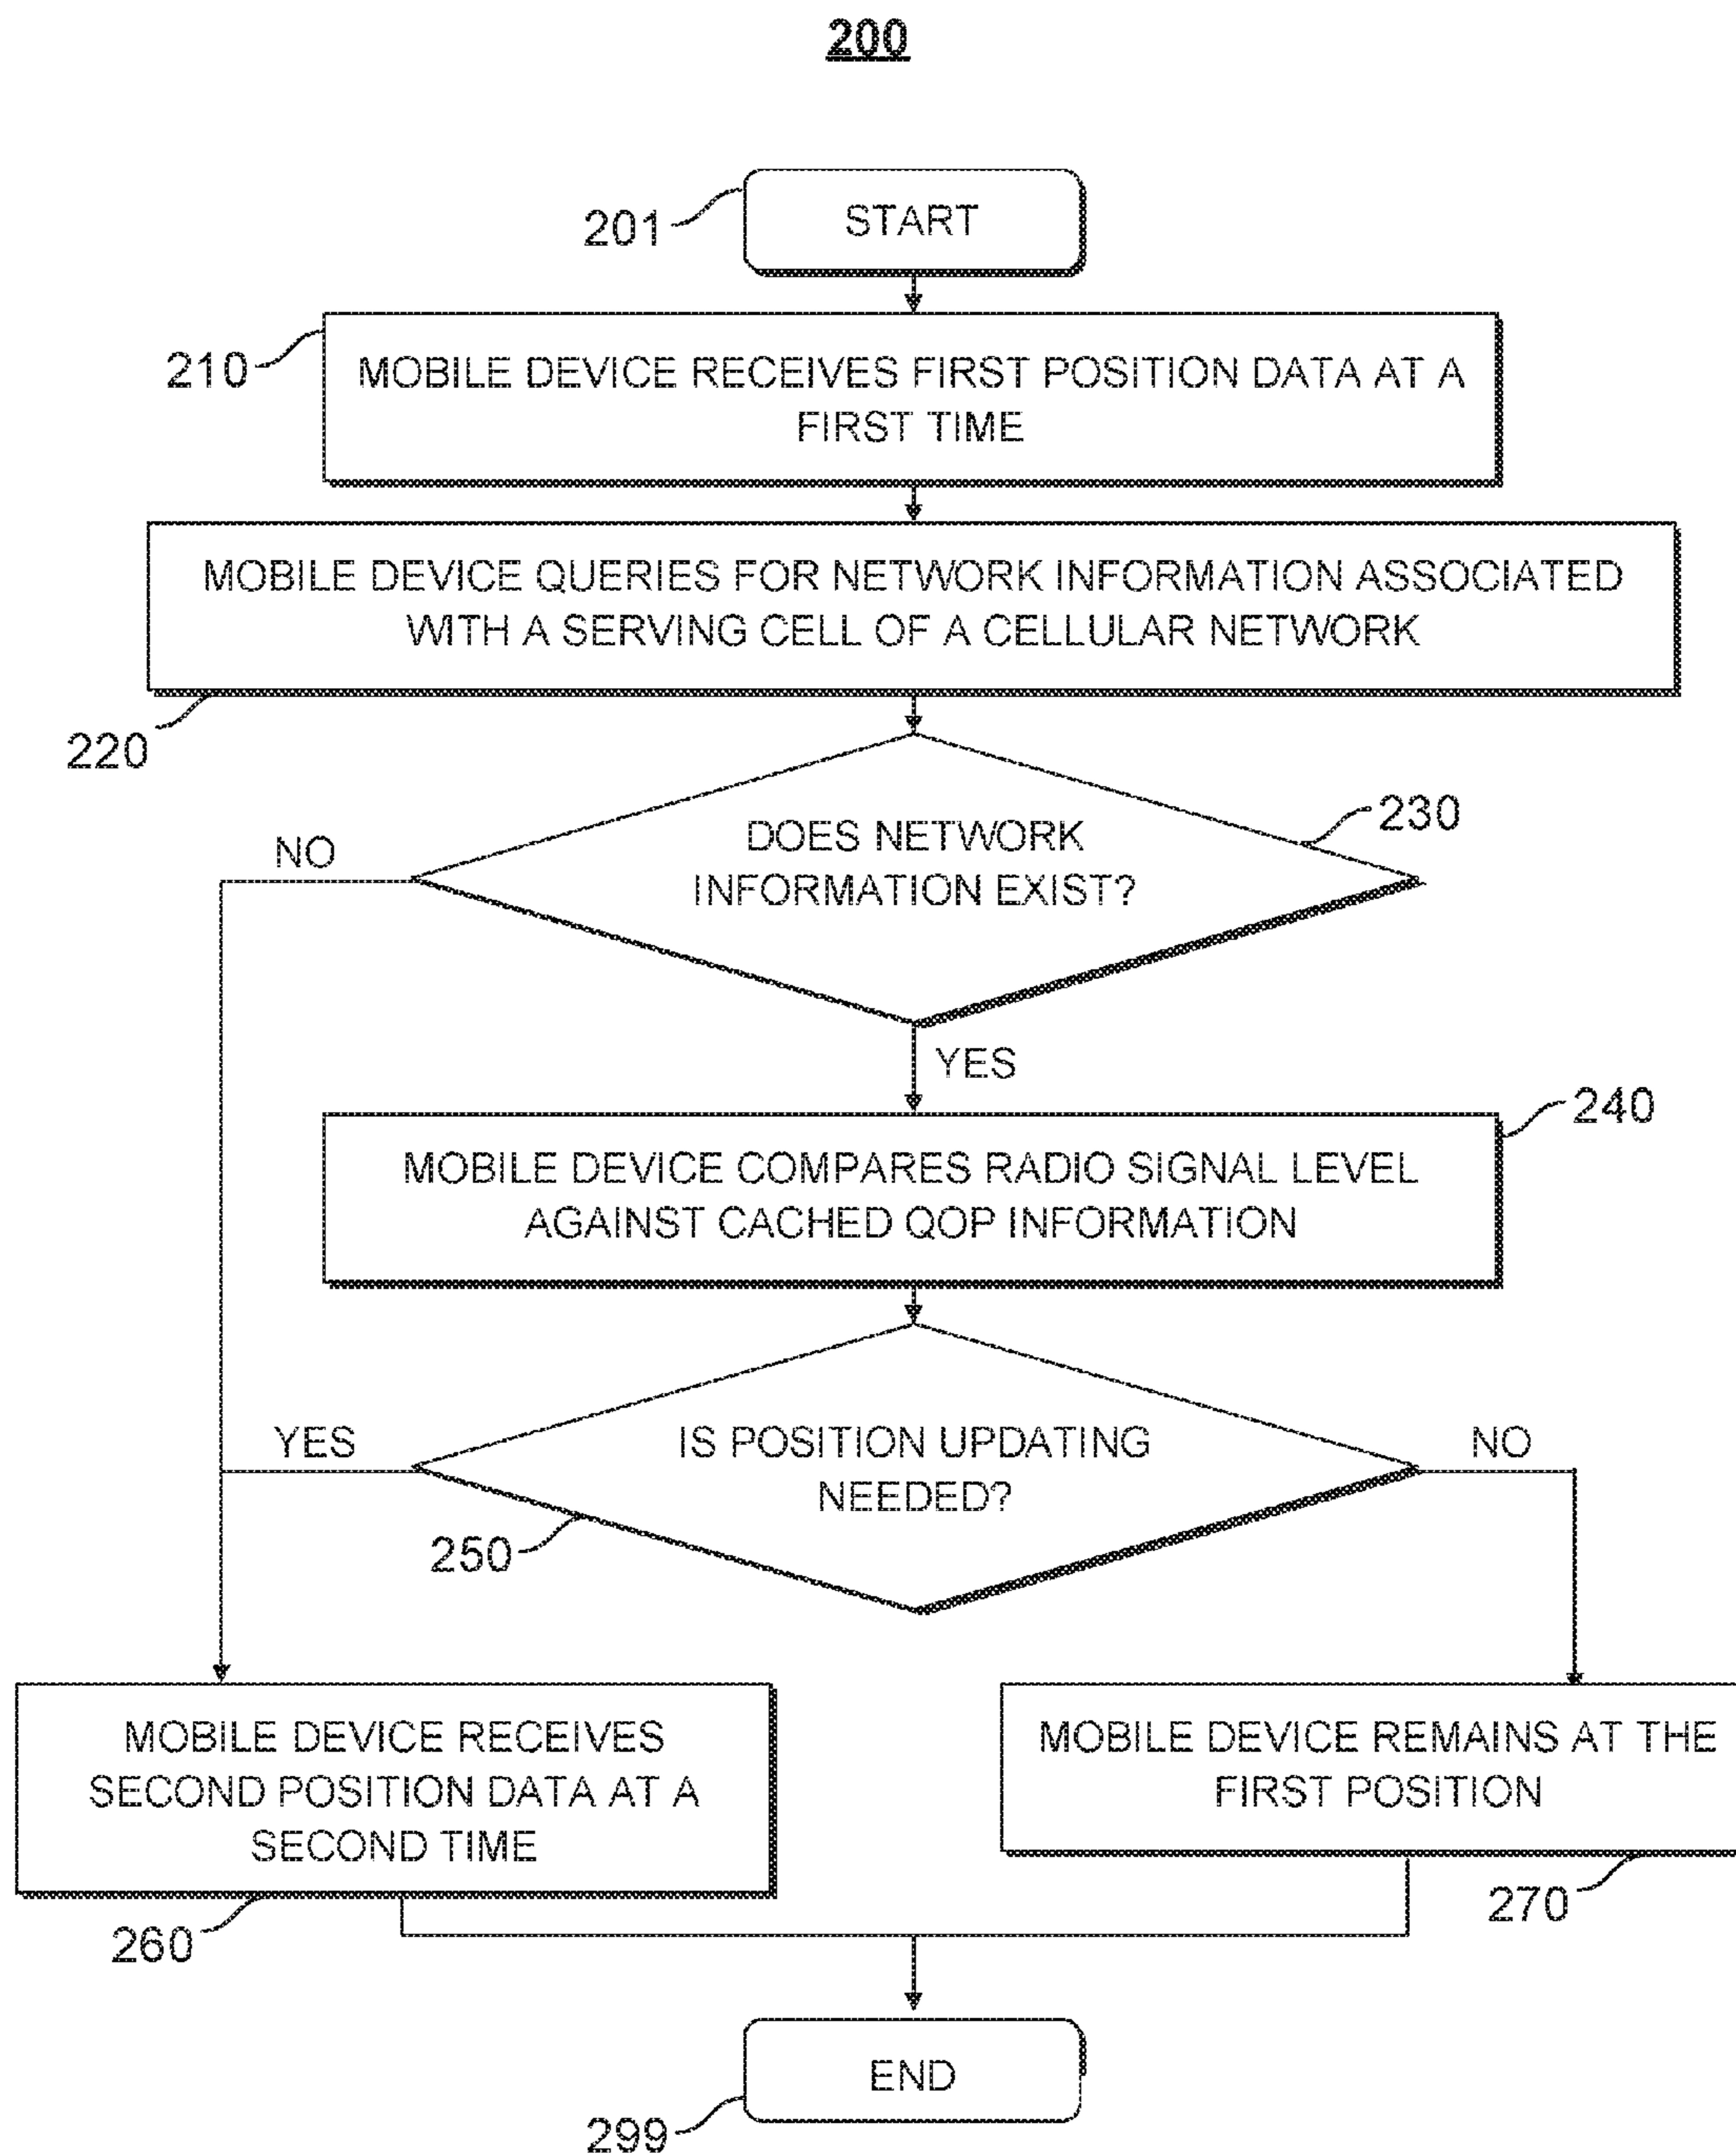 200
START
201
MOBILE DEVICE RECEIVES FIRST POSITION DATA AT A
FIRST TIME
210
MOBILE DEVICE QUERIES FOR NETWORK INFORMATION ASSOCIATED
WITH A SERVING CELL OF A CELLULAR NETWORK
220
DOES NETWORK
INFORMATION EXIST?
230
NO
YES
240
MOBILE DEVICE COMPARES RADIO SIGNAL LEVEL
AGAINST CACHED QOP INFORMATION
IS POSITION UPDATING
NEEDED?
YES
NO
250
MOBILE DEVICE RECEIVES
SECOND POSITION DATA AT A
SECOND TIME
260
MOBILE DEVICE REMAINS AT THE
FIRST POSITION
270
END
299